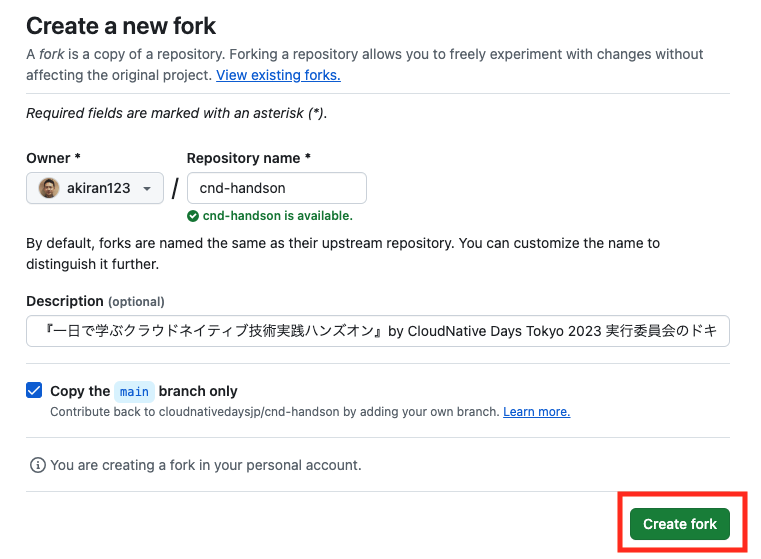 Create a new fork
A fork is a copy of a repository. Forking a repository allows you to freely experiment with changes without
affecting the original project. View existing forks.
Required fields are marked with an asterisk (*).
Owner *
Repository name *
akiran123
/
cnd-handson
cnd-handson is available.
By default, forks are named the same as their upstream repository. You can customize the name to
distinguish it further.
Description (optional)
『一日で学ぶクラウドネイティブ技術実践ハンズオン』by CloudNative Days Tokyo 2023 実行委員会のドキ
Copy the main branch only
Contribute back to cloudnativedaysjp/cnd-handson by adding your own branch. Learn more.
You are creating a fork in your personal account.
Create fork